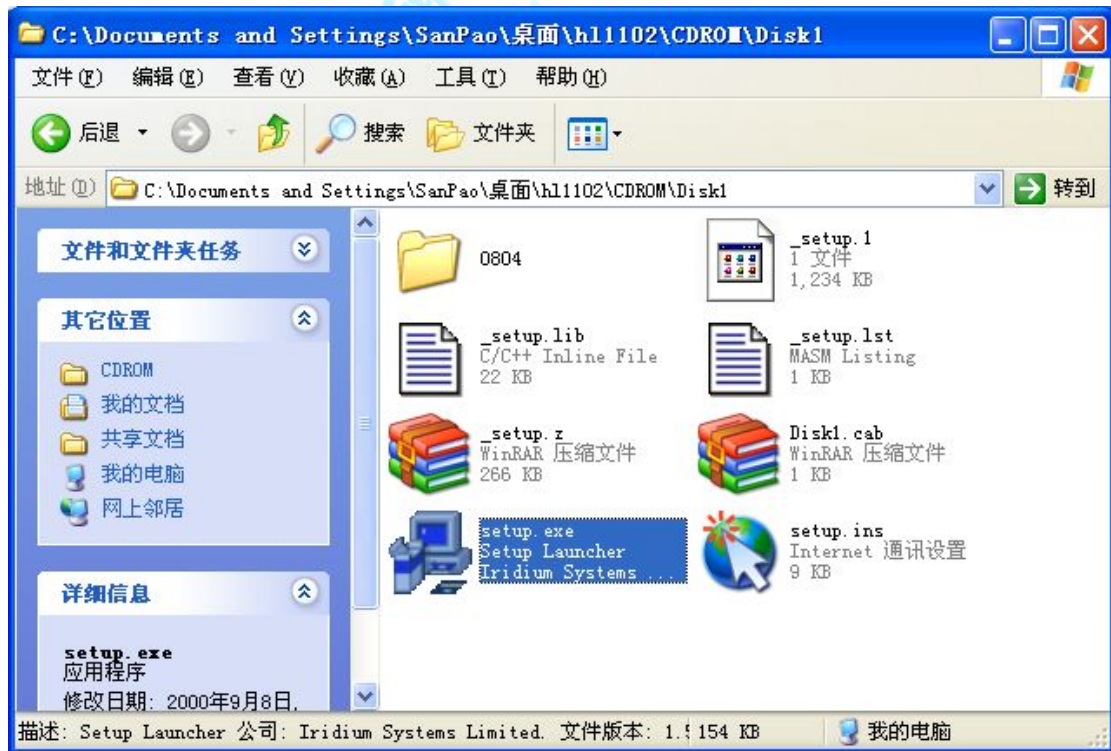 C:\Documents and Settings\SanPao\桌面\hl1102\CDROM\Disk1
文件(F) 编辑(E) 查看(V) 收藏(A) 工具(T) 帮助(H)
后退 搜索 文件夹
地址(D) C:\Documents and Settings\SanPao\桌面\hl1102\CDROM\Disk1 转到
文件和文件夹任务
其它位置
CDROM
我的文档
共享文档
我的电脑
网上邻居
详细信息
setup.exe
应用程序
修改日期: 2000年9月8日,
0804
_setup.1
1 文件
1,234 KB
_setup.lib
C/C++ Inline File
22 KB
_setup.lst
MASM Listing
1 KB
_setup.z
WinRAR 压缩文件
266 KB
Disk1.cab
WinRAR 压缩文件
1 KB
setup.exe
Setup Launcher
Iridium Systems ...
setup.ins
Internet 通讯设置
9 KB
描述: Setup Launcher 公司: Iridium Systems Limited. 文件版本: 1.5 154 KB 我的电脑